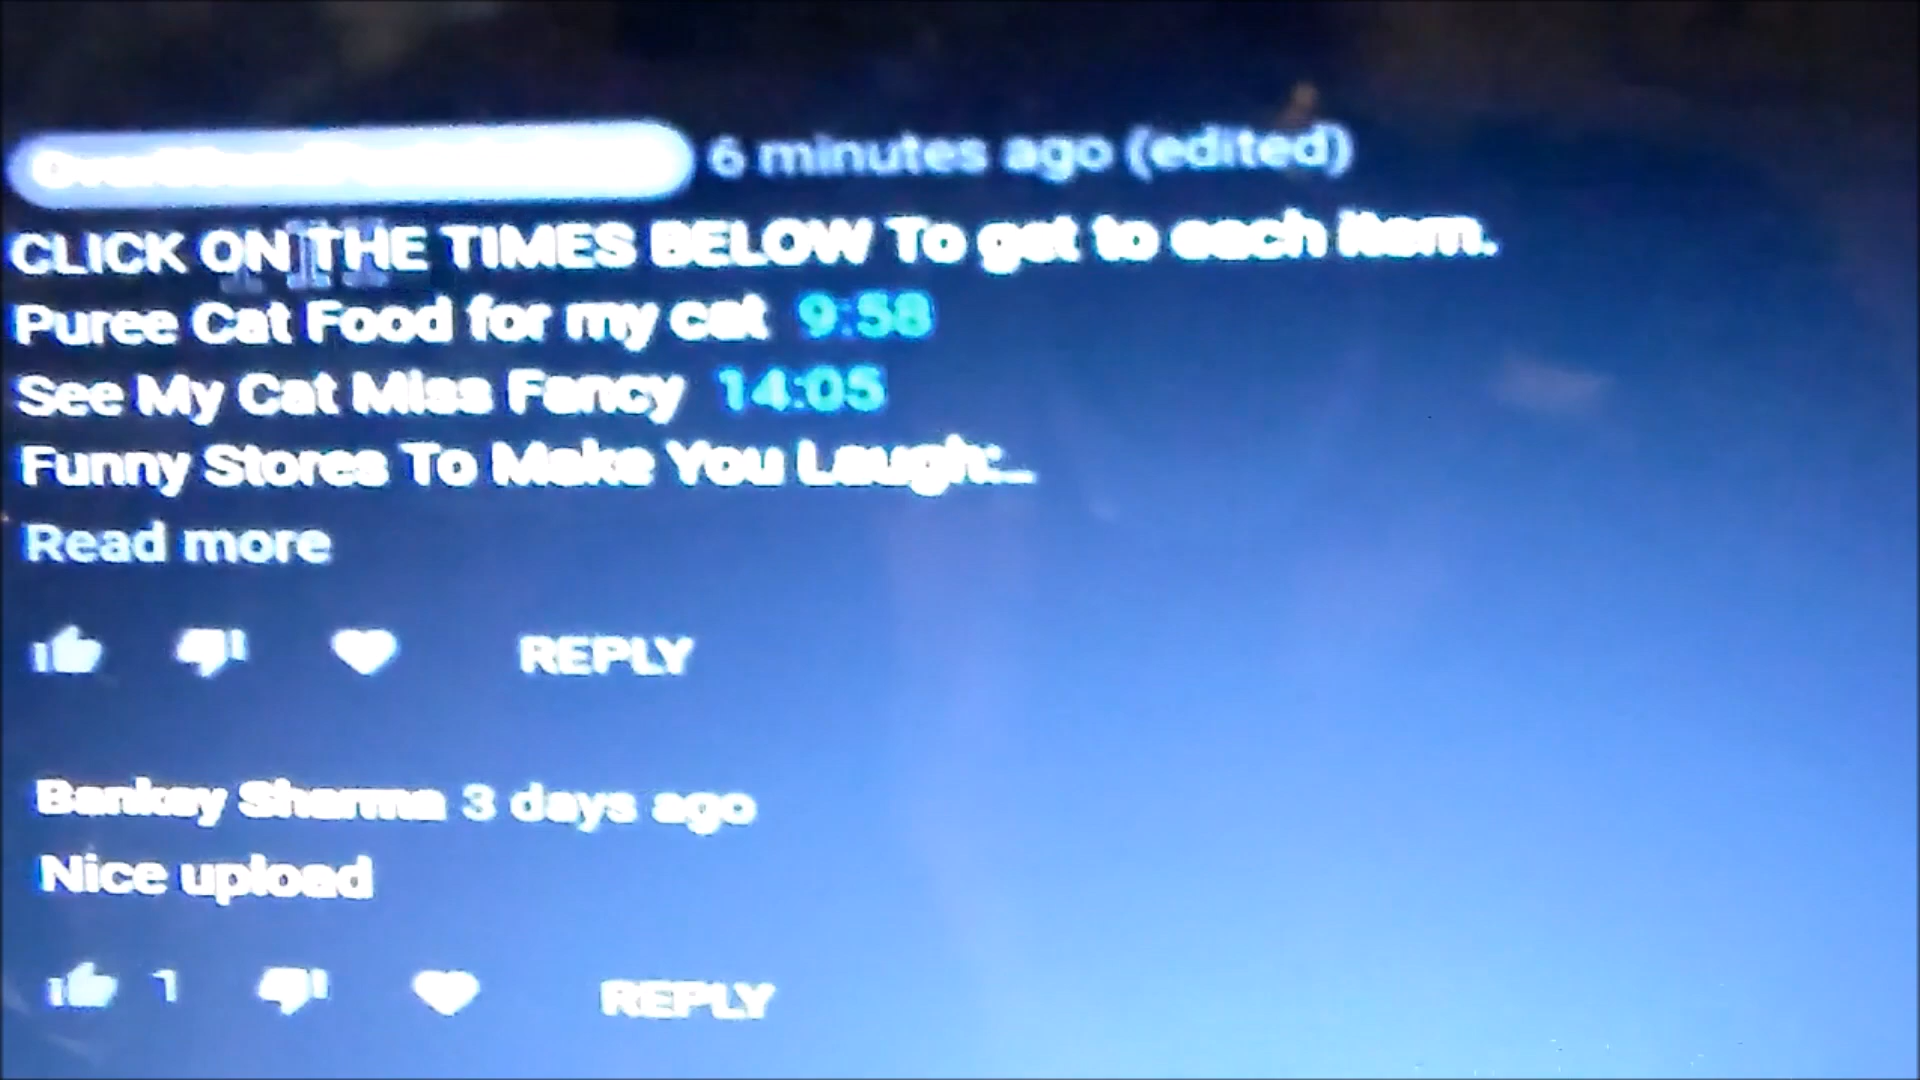 6 minutes ago (edited)
CLICK ON THE TIMES BELOW To get to each item.
Puree Cat Food for my cat 9:58
See My Cat Miss Fancy 14:05
Funny Stores To Make You Laugh:...
Read more
REPLY
Banksy Sharma 3 days ago
Nice upload
1 REPLY